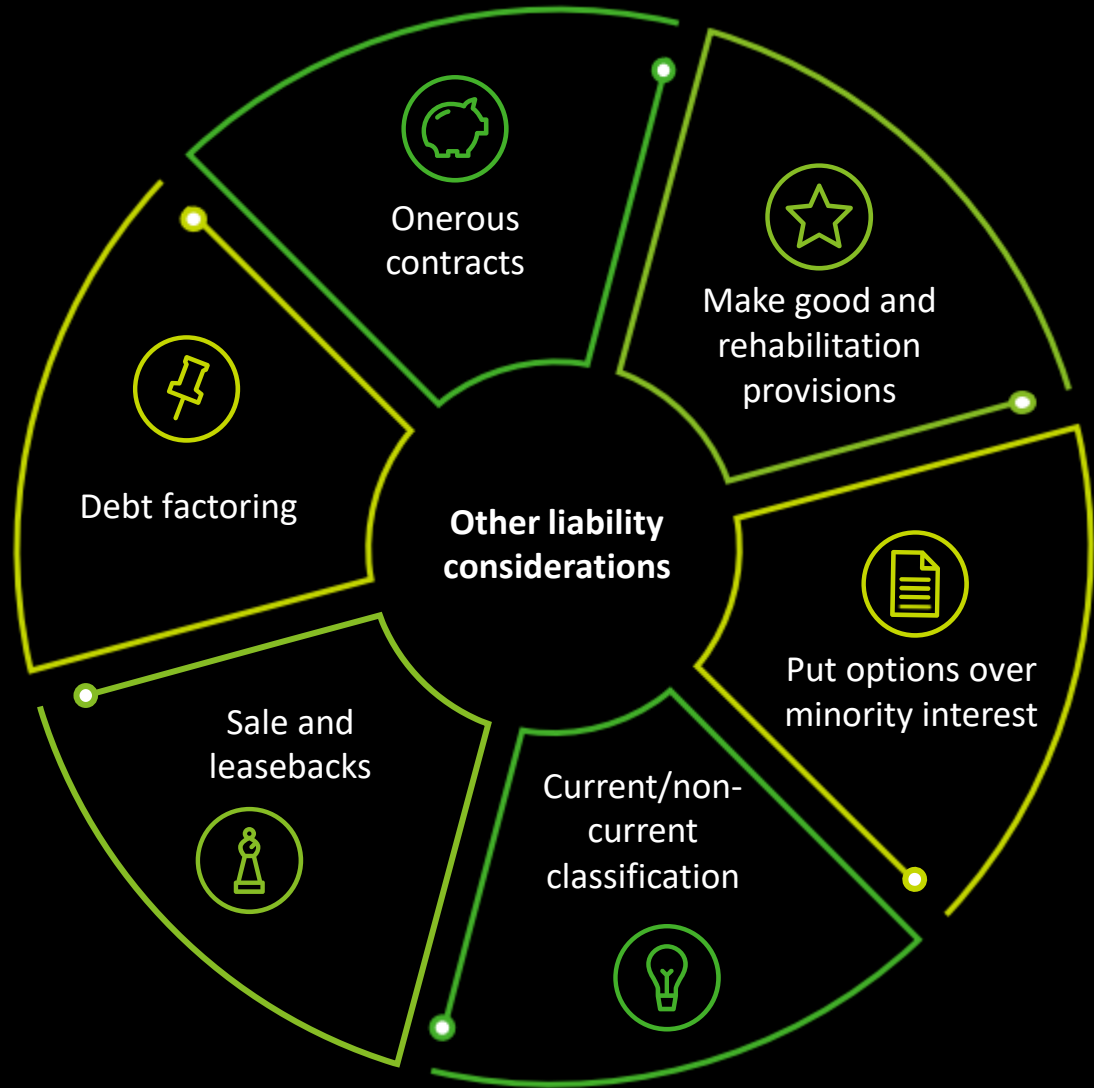 Onerous
contracts
Make good and
rehabilitation
provisions
Put options over
minority interest
Current/non-
current
classification
Sale and
leasebacks
Debt factoring
Other liability
considerations